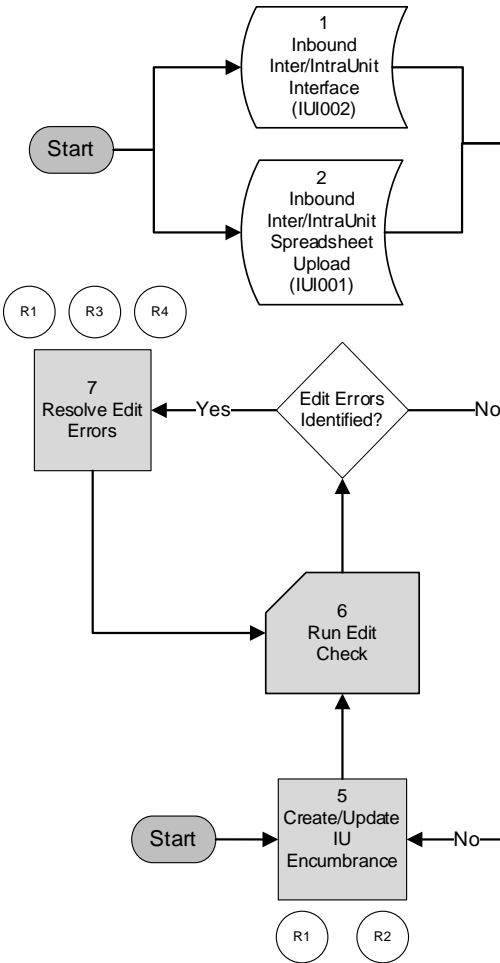 1
Inbound
Inter/IntraUnit
Interface
(IUI002)
Start
2
Inbound
Inter/IntraUnit
Spreadsheet
Upload
(IUI001)
R1
R3
R4
7
Resolve Edit
Errors
Yes
Edit Errors
Identified?
No
6
Run Edit
Check
Start
5
Create/Update
IU
Encumbrance
No
R1
R2